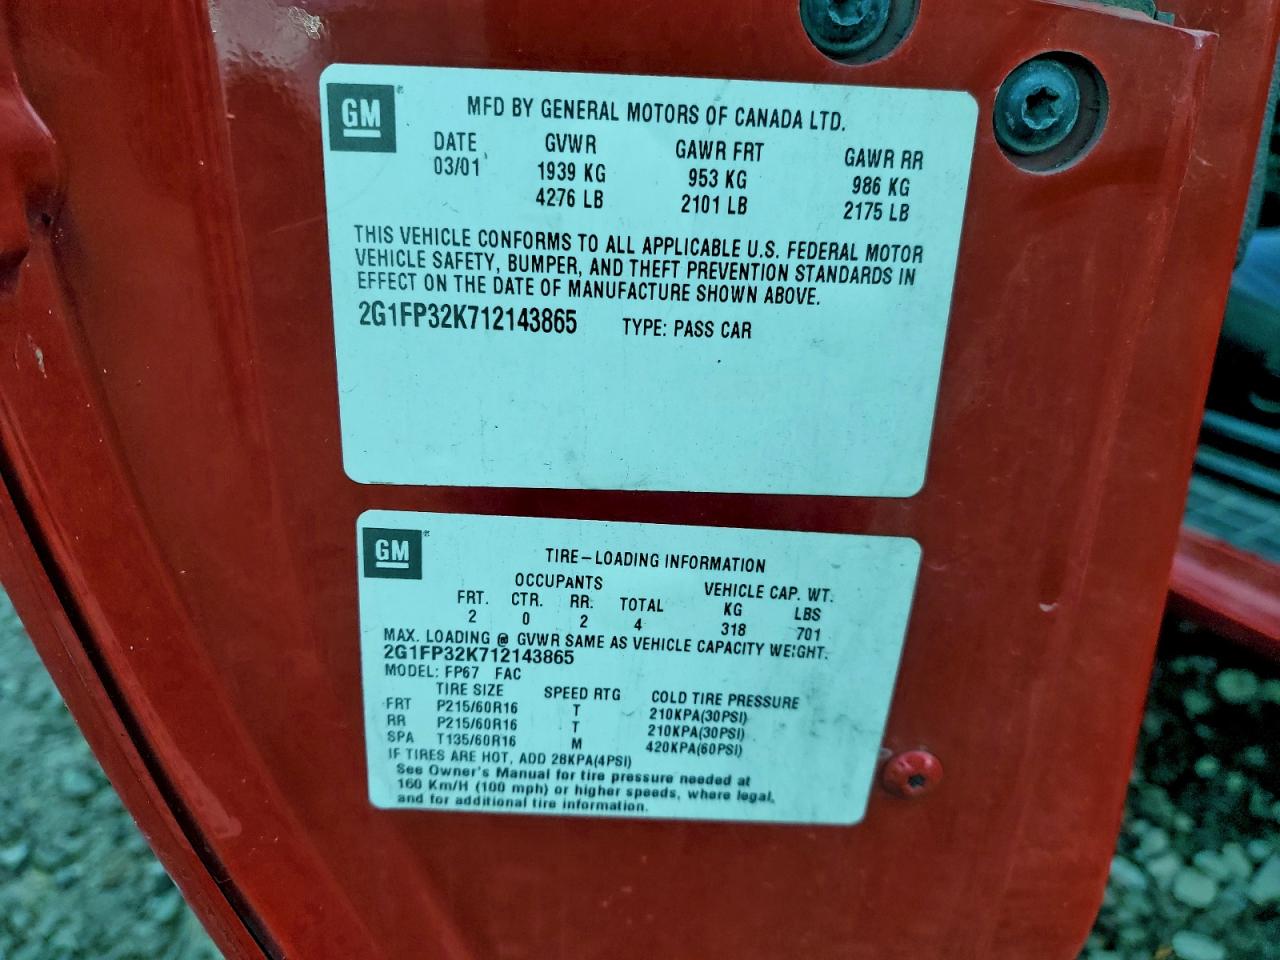 GM®
MFD BY GENERAL MOTORS OF CANADA LTD.
DATE GVWR GAWR FRT GAWR RR
03/01 1939 KG 953 KG 986 KG
4276 LB 2101 LB 2175 LB
THIS VEHICLE CONFORMS TO ALL APPLICABLE U.S. FEDERAL MOTOR
VEHICLE SAFETY, BUMPER, AND THEFT PREVENTION STANDARDS IN
EFFECT ON THE DATE OF MANUFACTURE SHOWN ABOVE.
2G1FP32K712143865 TYPE: PASS CAR
GM®
TIRE-LOADING INFORMATION
OCCUPANTS VEHICLE CAP. WT.
FRT. CTR. RR. TOTAL KG LBS
2 0 2 4 318 701
MAX. LOADING @ GVWR SAME AS VEHICLE CAPACITY WEIGHT.
2G1FP32K712143865
MODEL: FP67 FAC
TIRE SIZE SPEED RTG COLD TIRE PRESSURE
FRT P215/60R16 T 210KPA(30PSI)
RR P215/60R16 T 210KPA(30PSI)
SPA T135/60R16 M 420KPA(60PSI)
IF TIRES ARE HOT, ADD 28KPA(4PSI)
See Owner's Manual for tire pressure needed at
160 Km/H (100 mph) or higher speeds, where legal,
and for additional tire information.